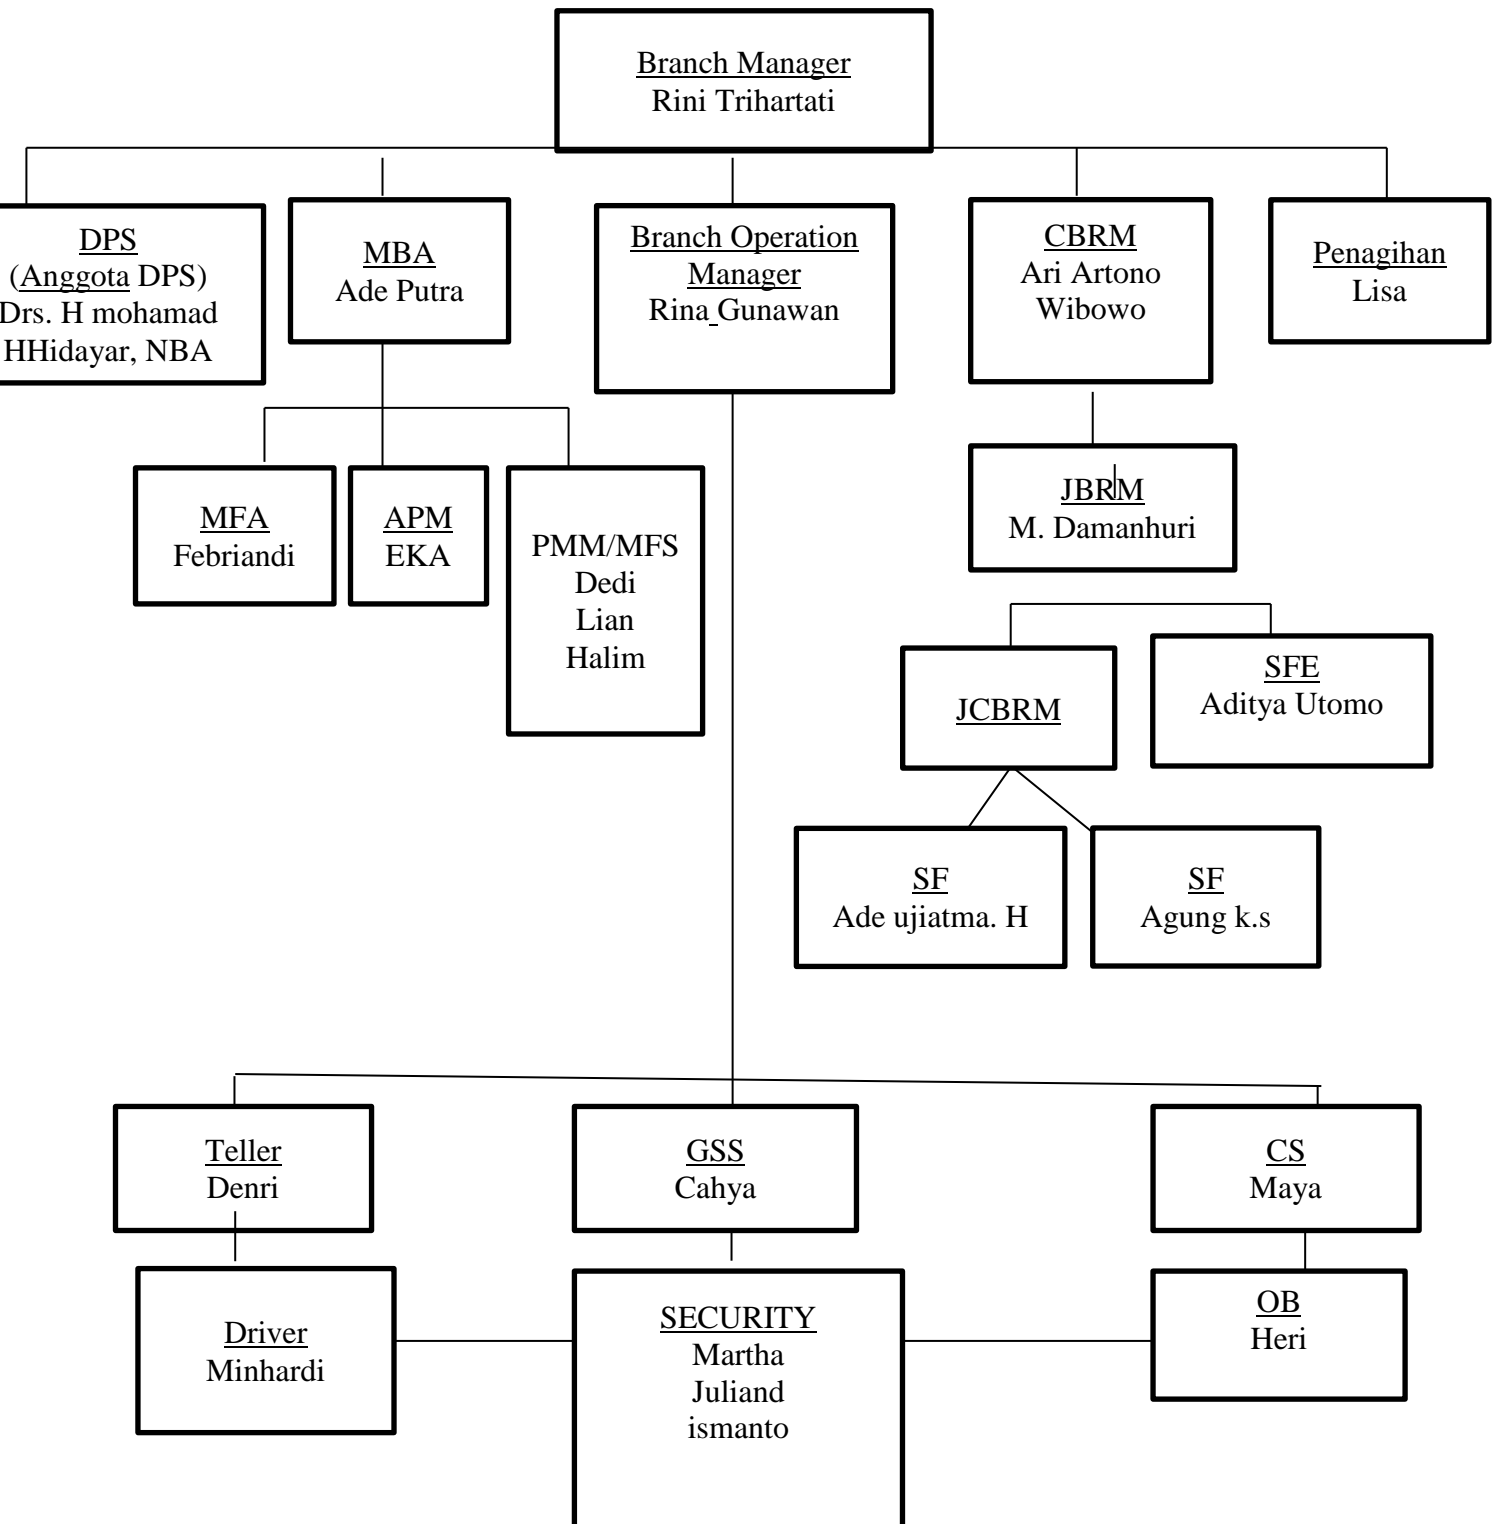 Branch Manager
Rini Trihartati
DPS
(Anggota DPS)
Drs. H mohamad
HHidayar, NBA
MBA
Ade Putra
Branch Operation
Manager
Rina Gunawan
CBRM
Ari Artono
Wibowo
Penagihan
Lisa
MFA
Febriandi
APM
EKA
PMM/MFS
Dedi
Lian
Halim
JBRM
M. Damanhuri
JCBRM
SFE
Aditya Utomo
SF
Ade ujiatma. H
SF
Agung k.s
Teller
Denri
GSS
Cahya
CS
Maya
Driver
Minhardi
SECURITY
Martha
Juliand
ismanto
OB
Heri